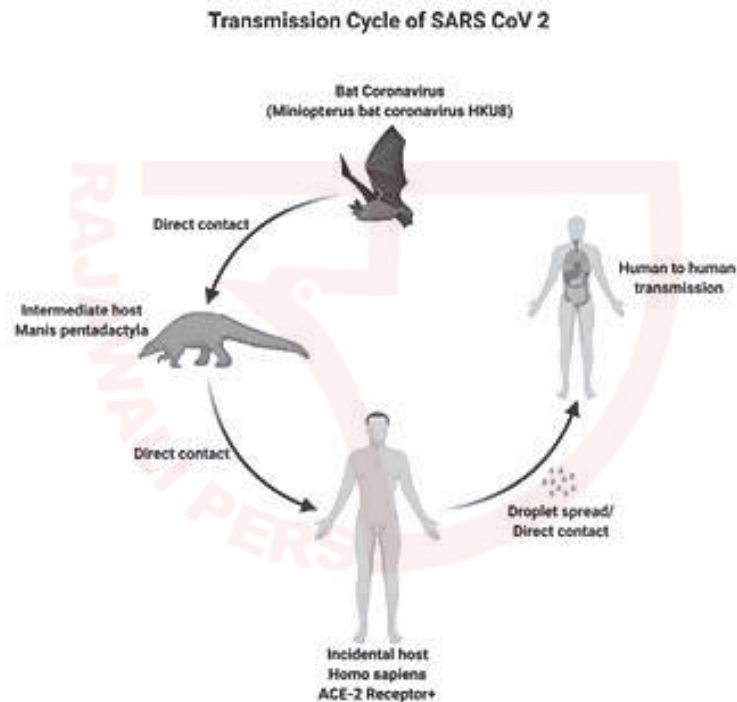 Transmission Cycle of SARS CoV 2
Bat Coronavirus
(Miniopterus bat coronavirus HKU8)
Direct contact
Intermediate host
Manis pentadactyla
Human to human
transmission
Direct contact
Droplet spread/
Direct contact
Incidental host
Homo sapiens
ACE-2 Receptor+